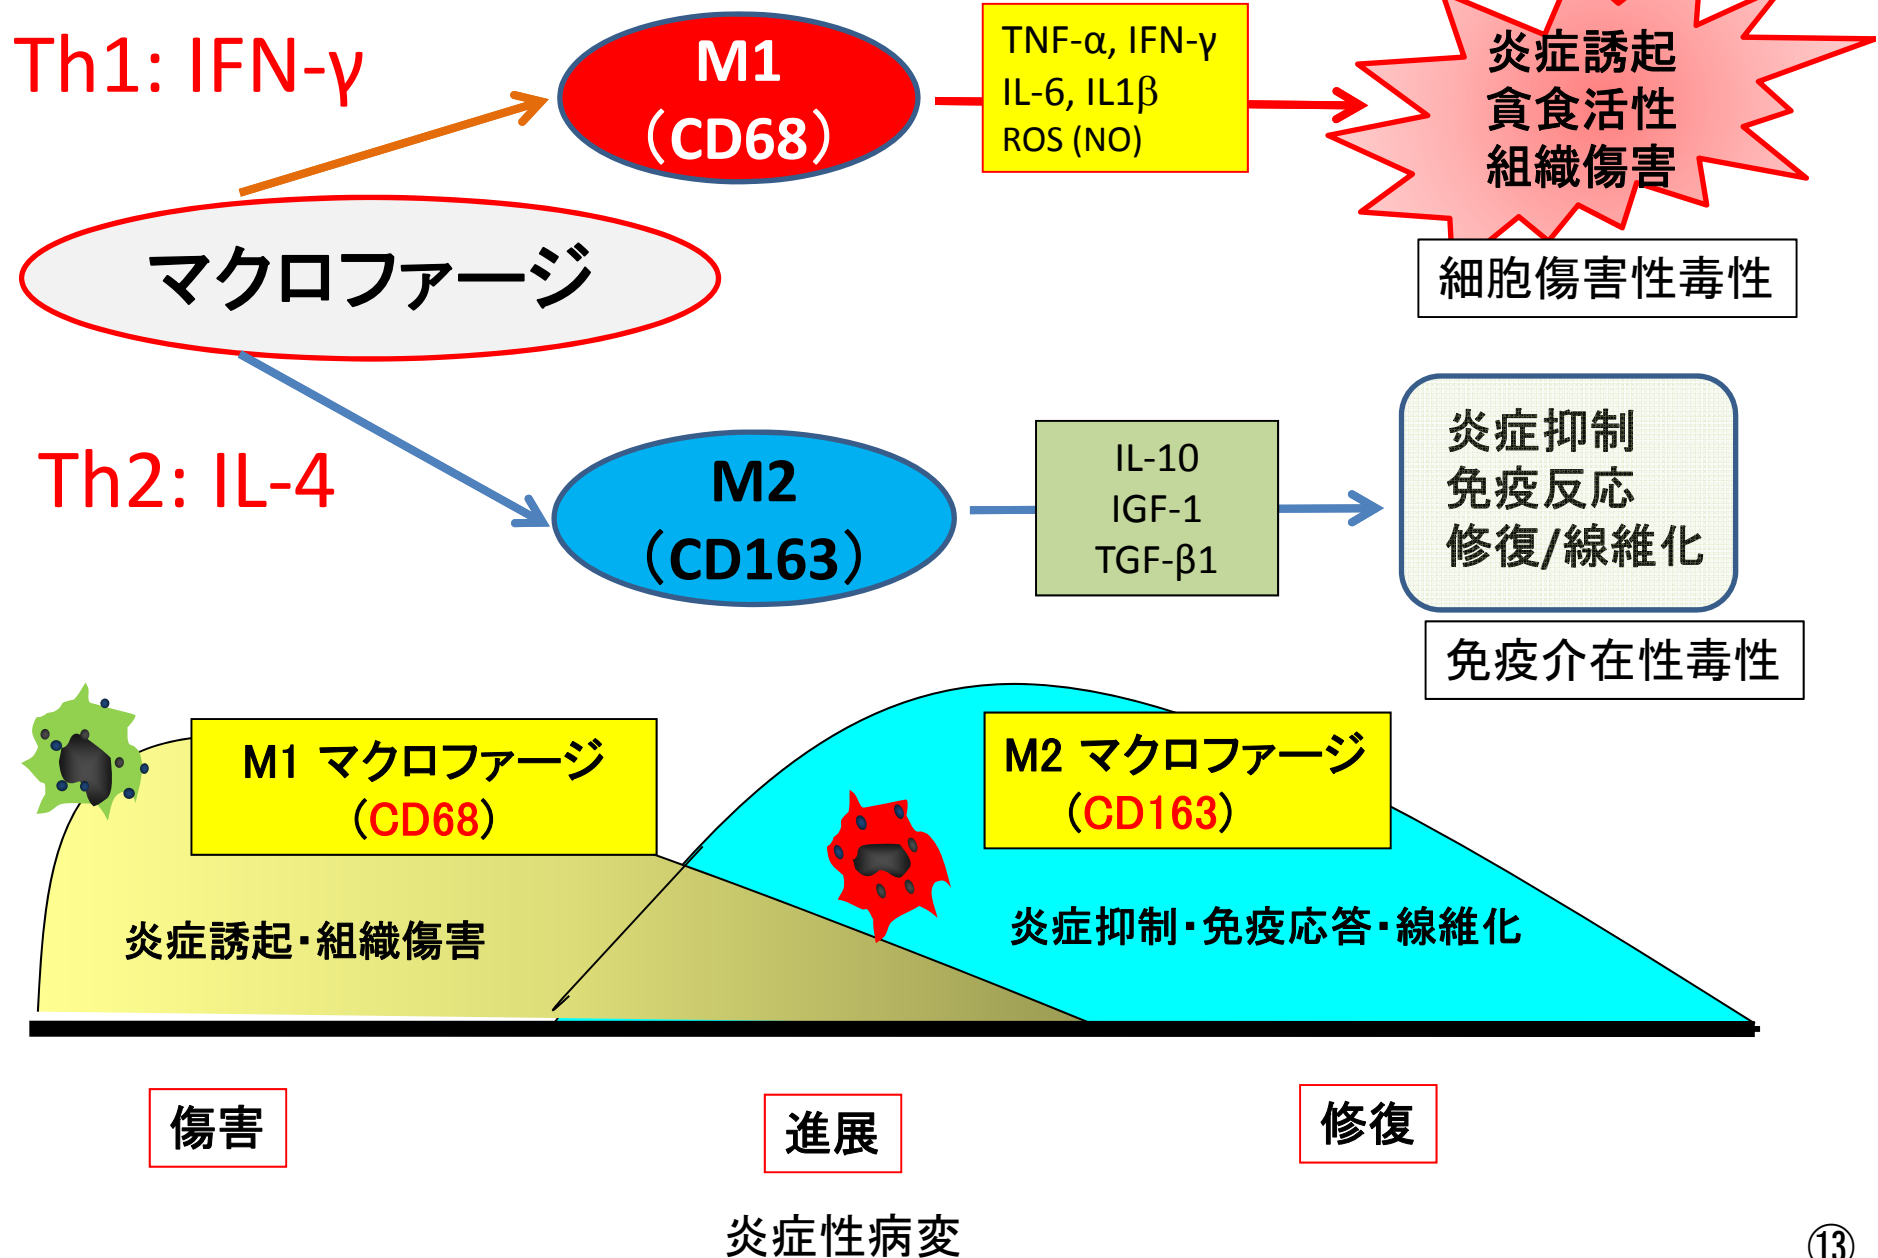 Th1: IFN-γ
M1
（CD68）
TNF-α, IFN-γ
IL-6, IL1β
ROS (NO)
炎症誘起
貪食活性
組織傷害
細胞傷害性毒性
マクロファージ
Th2: IL-4
M2
（CD163）
IL-10
IGF-1
TGF-β1
炎症抑制
免疫反応
修復/線維化
免疫介在性毒性
M1 マクロファージ
（CD68）
M2 マクロファージ
（CD163）
炎症誘起・組織傷害
炎症抑制・免疫応答・線維化
傷害
進展
修復
炎症性病変
⑬